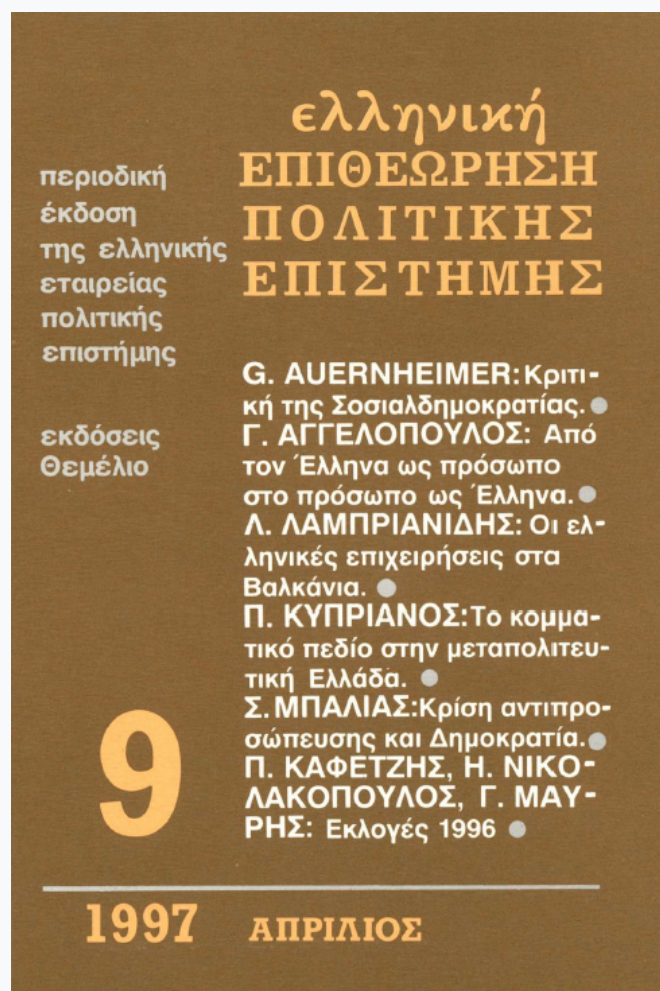 ελληνική
ΕΠΙΘΕΩΡΗΣΗ
ΠΟΛΙΤΙΚΗΣ
ΕΠΙΣΤΗΜΗΣ
περιοδική
έκδοση
της ελληνικής
εταιρείας
πολιτικής
επιστήμης
εκδόσεις
Θεμέλιο
G. AUERNHEIMER: Κριτι-
κή της Σοσιαλδημοκρατίας. ●
Γ. ΑΓΓΕΛΟΠΟΥΛΟΣ: Από
τον Έλληνα ως πρόσωπο
στο πρόσωπο ως Έλληνα. ●
Λ. ΛΑΜΠΡΙΑΝΙΔΗΣ: Οι ελ-
ληνικές επιχειρήσεις στα
Βαλκάνια. ●
Π. ΚΥΠΡΙΑΝΟΣ: Το κομμα-
τικό πεδίο στην μεταπολιτευ-
τική Ελλάδα. ●
Σ. ΜΠΑΛΙΑΣ: Κρίση αντιπρο-
σώπευσης και Δημοκρατία. ●
Π. ΚΑΦΕΤΖΗΣ, Η. ΝΙΚΟ-
ΛΑΚΟΠΟΥΛΟΣ, Γ. ΜΑΥ-
ΡΗΣ: Εκλογές 1996 ●
9
1997 ΑΠΡΙΛΙΟΣ